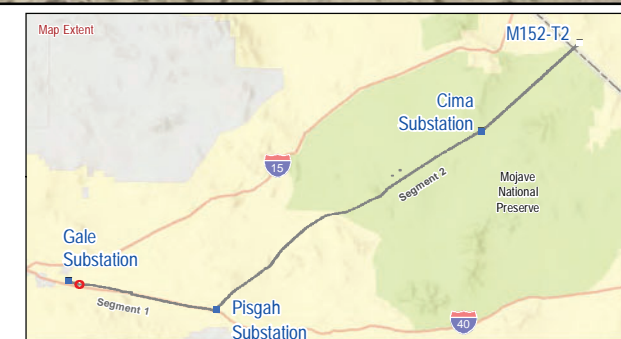 Map Extent
M152-T2
Cima
Substation
15
Segment 2
Mojave
National
Preserve
Gale
Substation
Segment 1
Pisgah
Substation
40